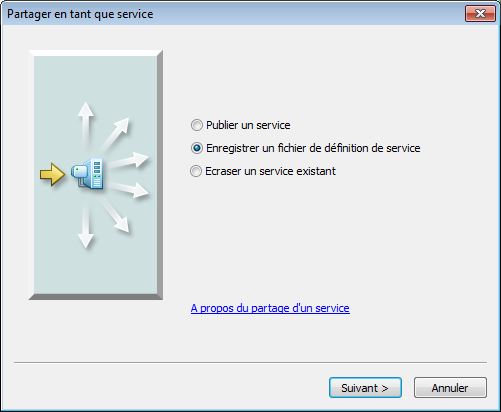 Partager en tant que service
Publier un service
Enregistrer un fichier de définition de service
Ecraser un service existant
A propos du partage d'un service
Suivant >
Annuler